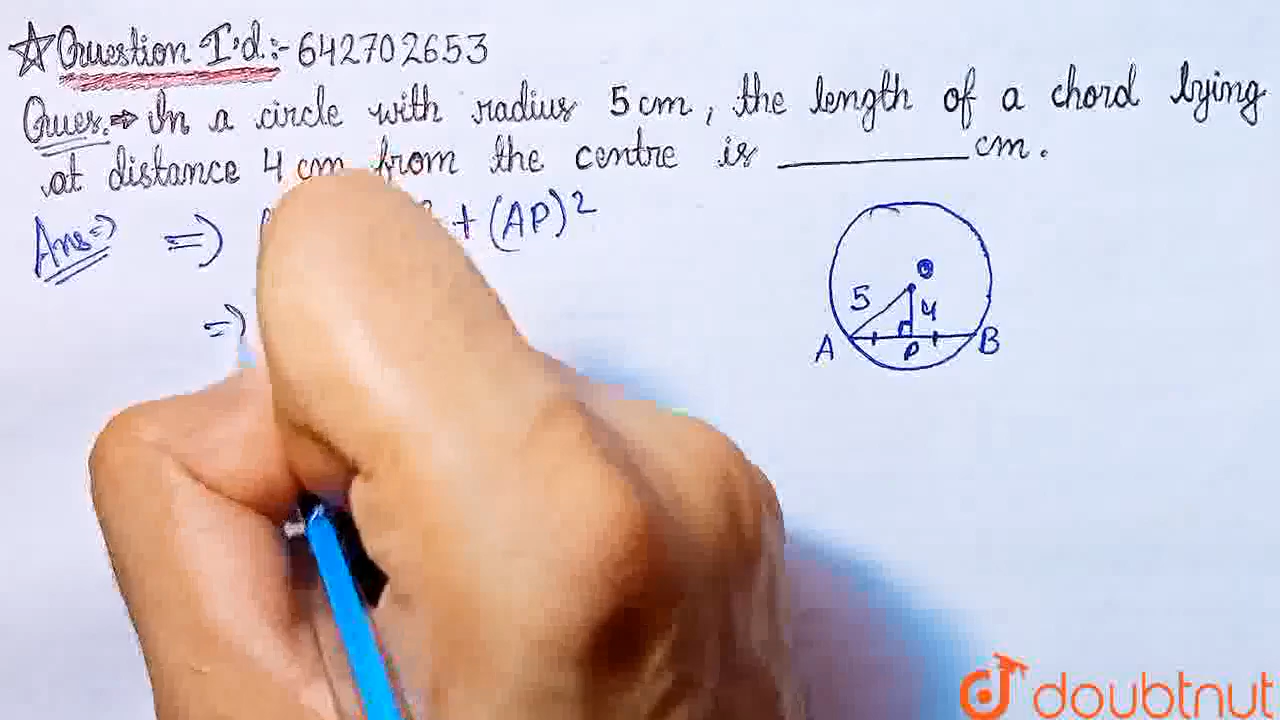 ☆ Question I'd:- 642702653
Ques. ⇒ In a circle with radius 5 cm, the length of a chord lying
at distance 4 cm from the centre is ________ cm.
Ans ⇒ ⇒) + (AP)²
⇒)
5
4
A
P
B
doubtnut